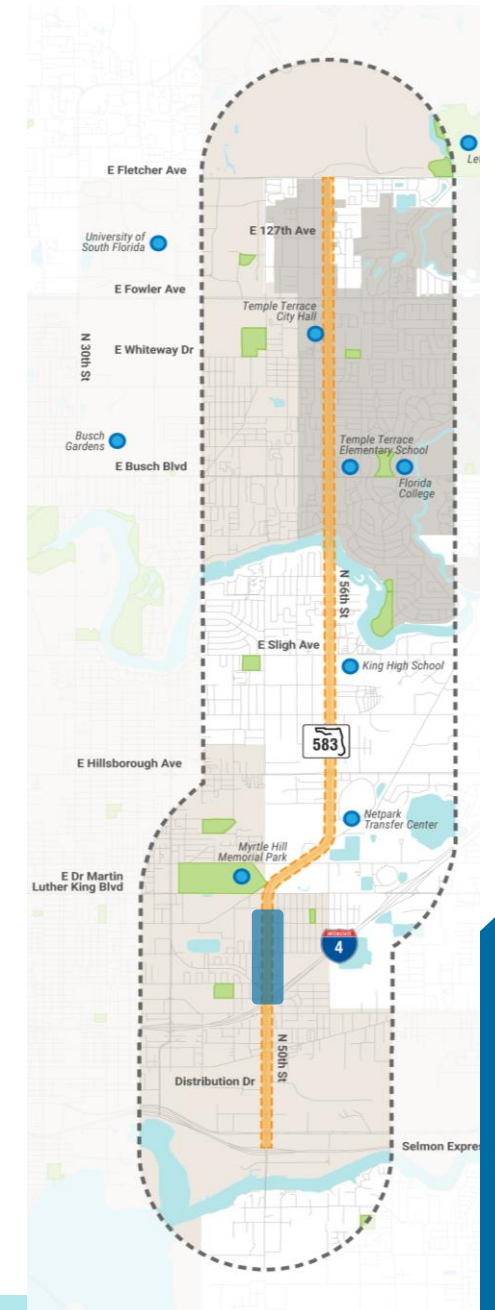 Le
E Fletcher Ave
E 127th Ave
University of
South Florida
E Fowler Ave
Temple Terrace
City Hall
N 30th St
E Whiteway Dr
Busch
Gardens
Temple Terrace
Elementary School
E Busch Blvd
Florida
College
N 56th St
E Sligh Ave
King High School
583
E Hillsborough Ave
Netpark
Transfer Center
Myrtle Hill
Memorial Park
E Dr Martin
Luther King Blvd
INTERSTATE
4
N 50th St
Distribution Dr
Selmon Expres